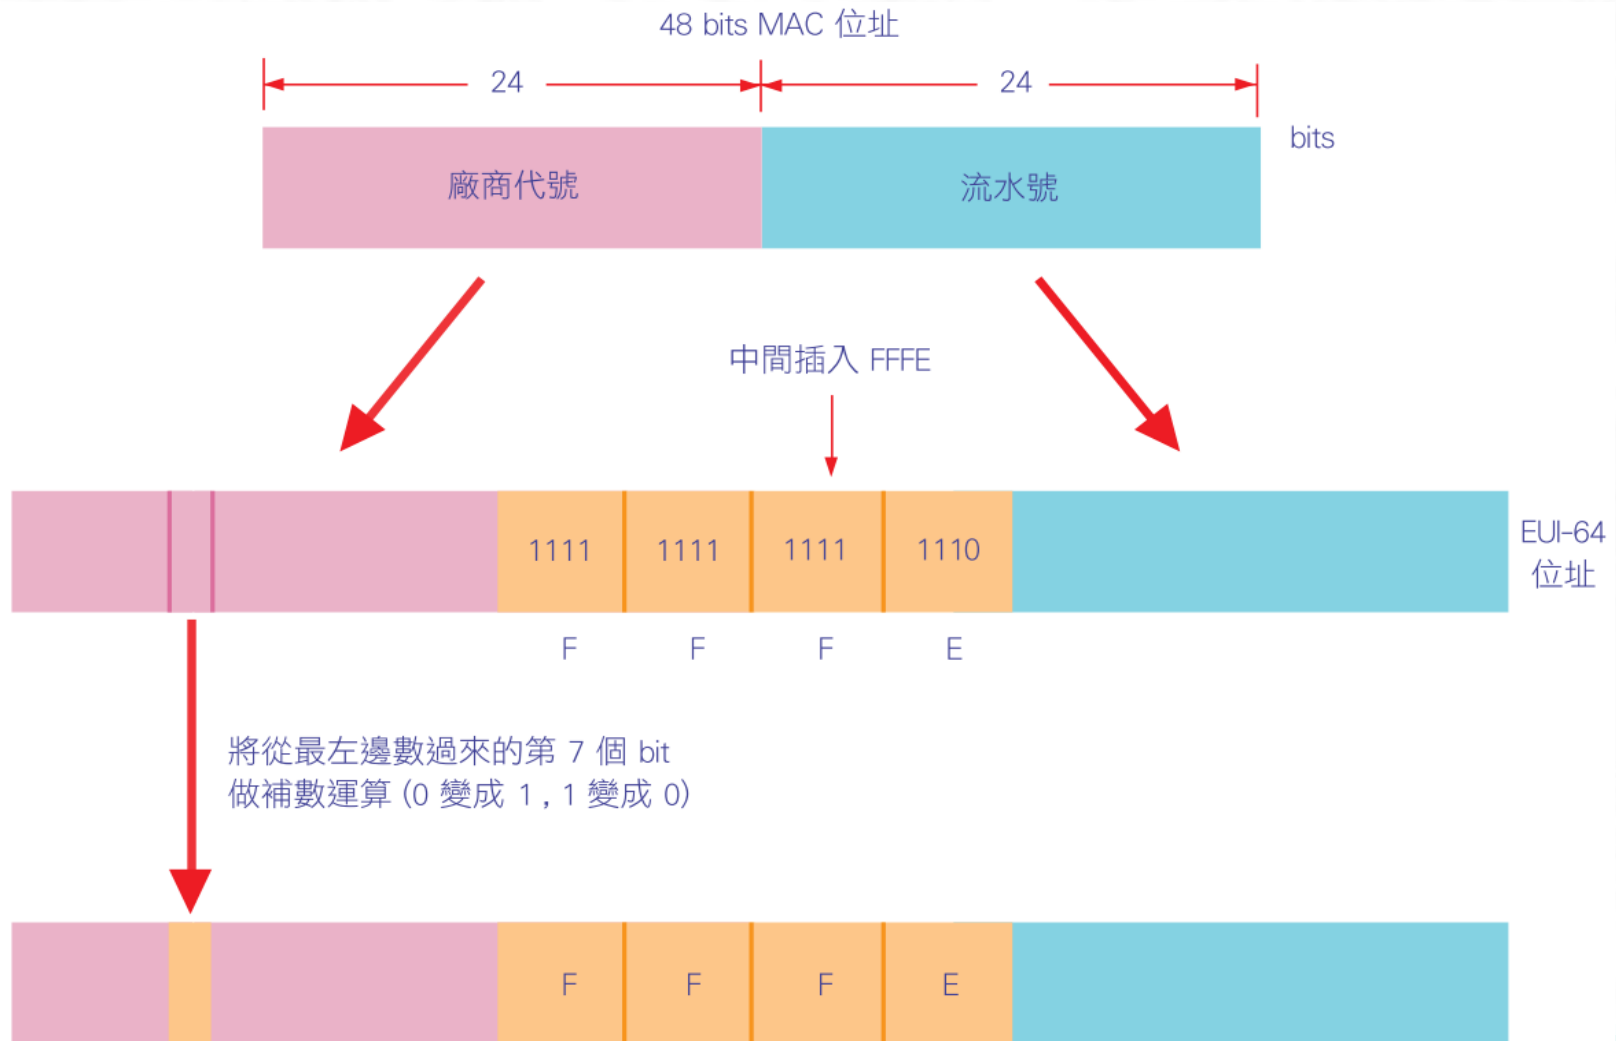 48 bits MAC 位址
24
24
bits
廠商代號
流水號
中間插入 FFFE
1111
1111
1111
1110
EUI-64
位址
F
F
F
E
將從最左邊數過來的第 7 個 bit
做補數運算 (0 變成 1 , 1 變成 0)
F
F
F
E